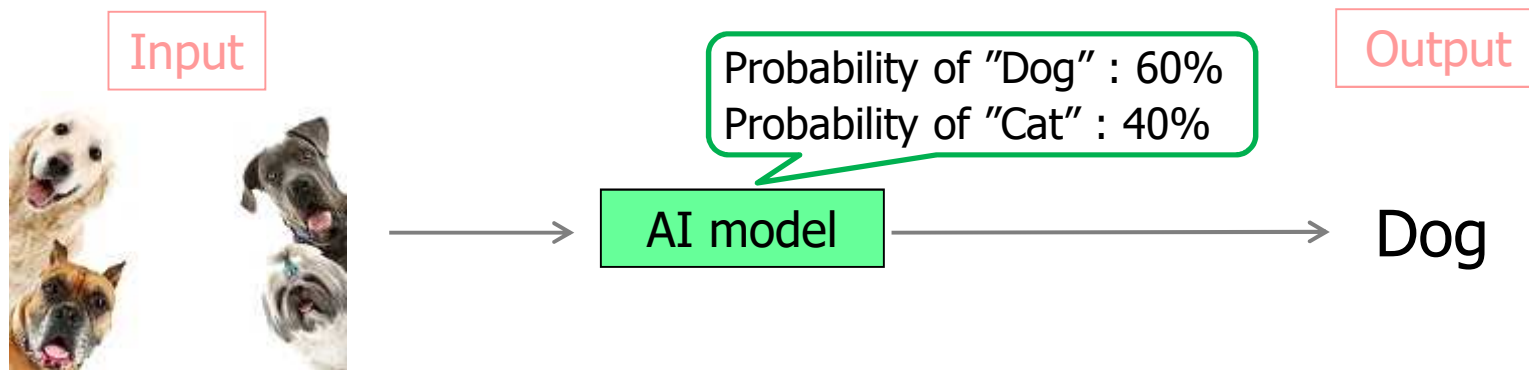 Input
Probability of ”Dog” : 60%
Probability of ”Cat” : 40%
Output
AI model
Dog